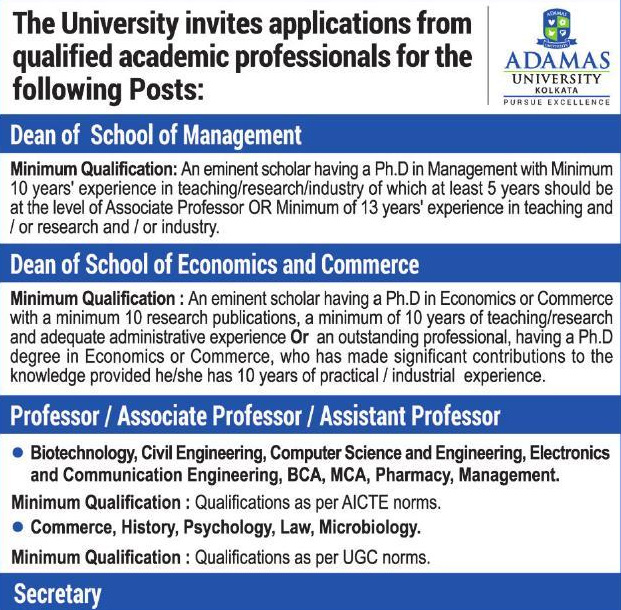 The University invites applications from
qualified academic professionals for the
following Posts:
ADAMAS
UNIVERSITY
KOLKATA
PURSUE EXCELLENCE
Dean of School of Management
Minimum Qualification: An eminent scholar having a Ph.D in Management with Minimum
10 years' experience in teaching/research/industry of which at least 5 years should be
at the level of Associate Professor OR Minimum of 13 years' experience in teaching and
/ or research and / or industry.
Dean of School of Economics and Commerce
Minimum Qualification : An eminent scholar having a Ph.D in Economics or Commerce
with a minimum 10 research publications, a minimum of 10 years of teaching/research
and adequate administrative experience Or an outstanding professional, having a Ph.D
degree in Economics or Commerce, who has made significant contributions to the
knowledge provided he/she has 10 years of practical / industrial experience.
Professor / Associate Professor / Assistant Professor
● Biotechnology, Civil Engineering, Computer Science and Engineering, Electronics
and Communication Engineering, BCA, MCA, Pharmacy, Management.
Minimum Qualification : Qualifications as per AICTE norms.
● Commerce, History, Psychology, Law, Microbiology.
Minimum Qualification : Qualifications as per UGC norms.
Secretary